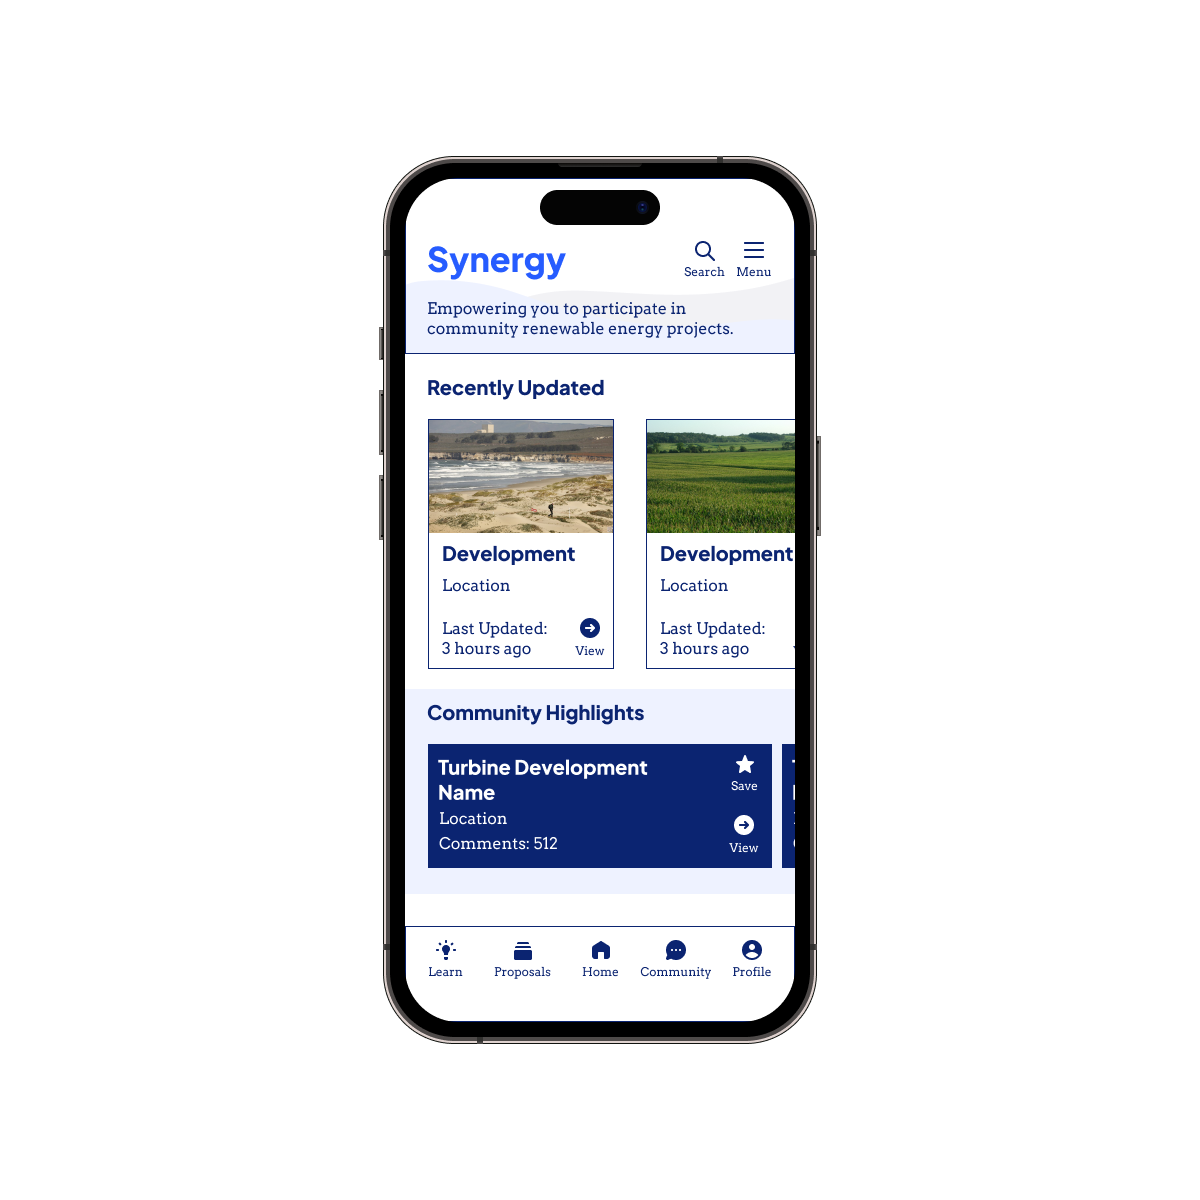 Synergy
Search
Menu
Empowering you to participate in
community renewable energy projects.
Recently Updated
Development
Location
Last Updated:
3 hours ago
View
Development
Location
Last Updated:
3 hours ago
Community Highlights
Turbine Development
Name
Location
Comments: 512
Save
View
Learn
Proposals
Home
Community
Profile